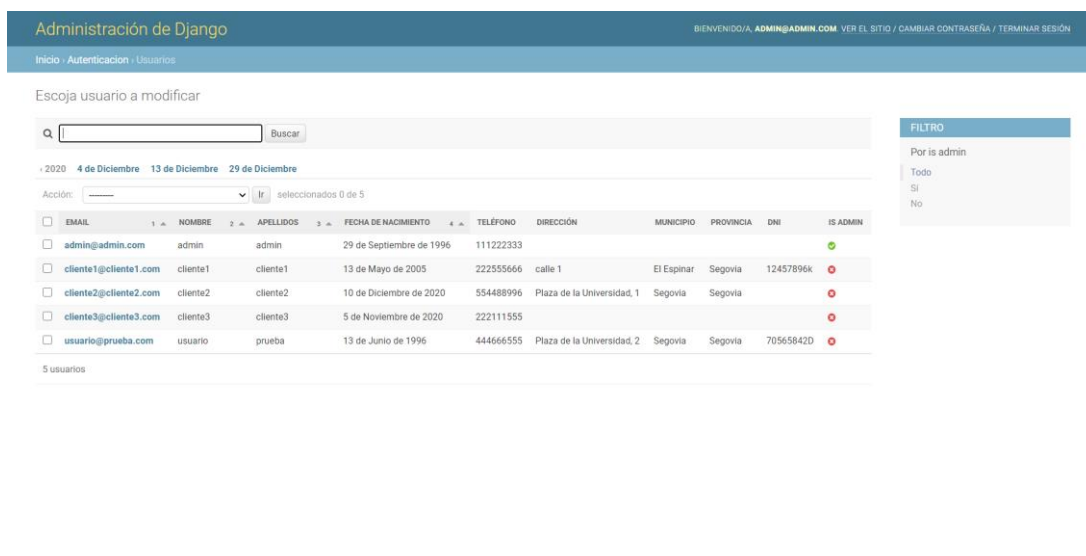 Administración de Django
BIENVENIDO/A, ADMIN@ADMIN.COM. VER EL SITIO / CAMBIAR CONTRASEÑA / TERMINAR SESIÓN
Inicio › Autenticacion › Usuarios
Escoja usuario a modificar
Buscar
‹ 2020 4 de Diciembre 13 de Diciembre 29 de Diciembre
Acción: --------- Ir seleccionados 0 de 5
EMAIL 1 NOMBRE 2 APELLIDOS 3 FECHA DE NACIMIENTO 4 TELÉFONO DIRECCIÓN MUNICIPIO PROVINCIA DNI IS ADMIN
admin@admin.com admin admin 29 de Septiembre de 1996 111222333
cliente1@cliente1.com cliente1 cliente1 13 de Mayo de 2005 222555666 calle 1 El Espinar Segovia 12457896k
cliente2@cliente2.com cliente2 cliente2 10 de Diciembre de 2020 554488996 Plaza de la Universidad, 1 Segovia Segovia
cliente3@cliente3.com cliente3 cliente3 5 de Noviembre de 2020 222111555
usuario@prueba.com usuario prueba 13 de Junio de 1996 444666555 Plaza de la Universidad, 2 Segovia Segovia 70565842D
5 usuarios
FILTRO
Por is admin
Todo
Sí
No